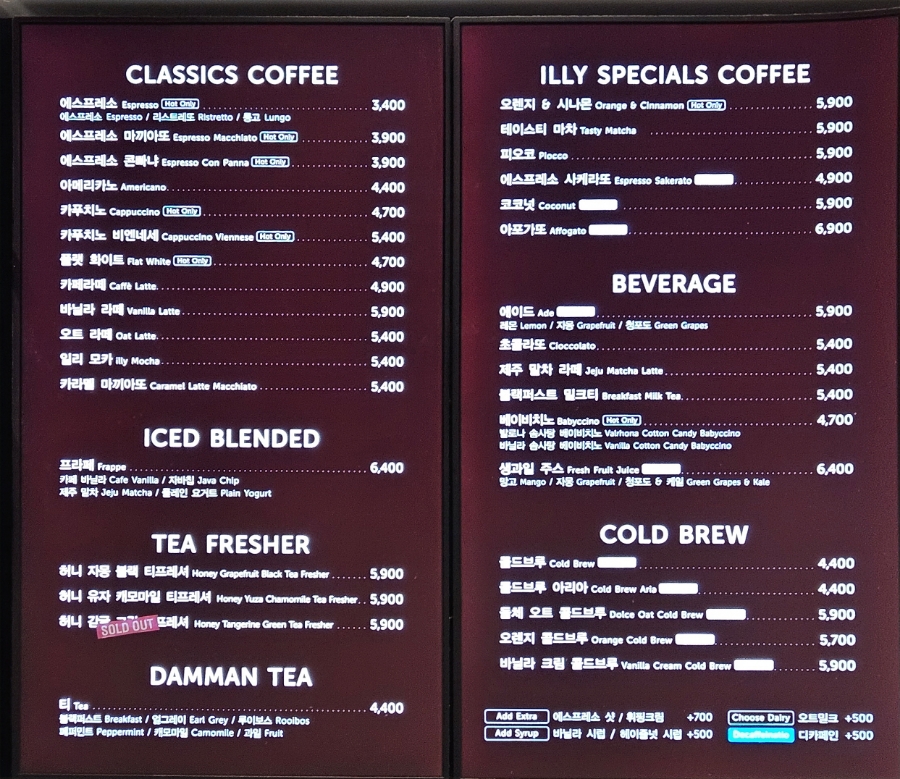 CLASSICS COFFEE
에스프레소 Espresso Hot Only 3,400
에스프레소 Espresso / 리스트레또 Ristretto / 룽고 Lungo
에스프레소 마끼아또 Espresso Macchiato Hot Only 3,900
에스프레소 콘빠냐 Espresso Con Panna Hot Only 3,900
아메리카노 Americano 4,400
카푸치노 Cappuccino Hot Only 4,700
카푸치노 비엔네세 Cappuccino Viennese Hot Only 5,400
플랫 화이트 Flat White Hot Only 4,700
카페라떼 Caffè Latte 4,900
바닐라 라떼 Vanilla Latte 5,900
오트 라떼 Oat Latte 5,400
일리 모카 illy Mocha 5,400
카라멜 마끼아또 Caramel Latte Macchiato 5,400
ICED BLENDED
프라페 Frappe 6,400
카페 바닐라 Cafe Vanilla / 자바칩 Java Chip
제주 말차 Jeju Matcha / 플레인 요거트 Plain Yogurt
TEA FRESHER
허니 자몽 블랙 티프레셔 Honey Grapefruit Black Tea Fresher 5,900
허니 유자 캐모마일 티프레셔 Honey Yuza Chamomile Tea Fresher 5,900
허니 프레셔 Honey Tangerine Green Tea Fresher 5,900
SOLD OUT
DAMMAN TEA
티 Tea 4,400
블랙퍼스트 Breakfast / 얼그레이 Earl Grey / 루이보스 Rooibos
페퍼민트 Peppermint / 캐모마일 Camomile / 과일 Fruit
ILLY SPECIALS COFFEE
오렌지 & 시나몬 Orange & Cinnamon Hot Only 5,900
테이스티 마차 Tasty Matcha 5,900
피오코 Piocco 5,900
에스프레소 사케라또 Espresso Sakerato 4,900
코코넛 Coconut 5,900
아포가또 Affogato 6,900
BEVERAGE
에이드 Ade 5,900
레몬 Lemon / 자몽 Grapefruit / 청포도 Green Grapes
초콜라또 Cioccolato 5,400
제주 말차 라떼 Jeju Matcha Latte 5,400
블랙퍼스트 밀크티 Breakfast Milk Tea 5,400
베이비치노 Babyccino Hot Only 4,700
발로나 솜사탕 베이비치노 Valrhona Cotton Candy Babyccino
바닐라 솜사탕 베이비치노 Vanilla Cotton Candy Babyccino
생과일 주스 Fresh Fruit Juice 6,400
망고 Mango / 자몽 Grapefruit / 청포도 & 케일 Green Grapes & Kale
COLD BREW
콜드브루 Cold Brew 4,400
콜드브루 아리아 Cold Brew Aria 4,400
돌체 오트 콜드브루 Dolce Oat Cold Brew 5,900
오렌지 콜드브루 Orange Cold Brew 5,700
바닐라 크림 콜드브루 Vanilla Cream Cold Brew 5,900
Add Extra 에스프레소 샷 / 휘핑크림 +700 Choose Dairy 오트밀크 +500
Add Syrup 바닐라 시럽 / 헤이즐넛 시럽 +500 Decaffeinato 디카페인 +500